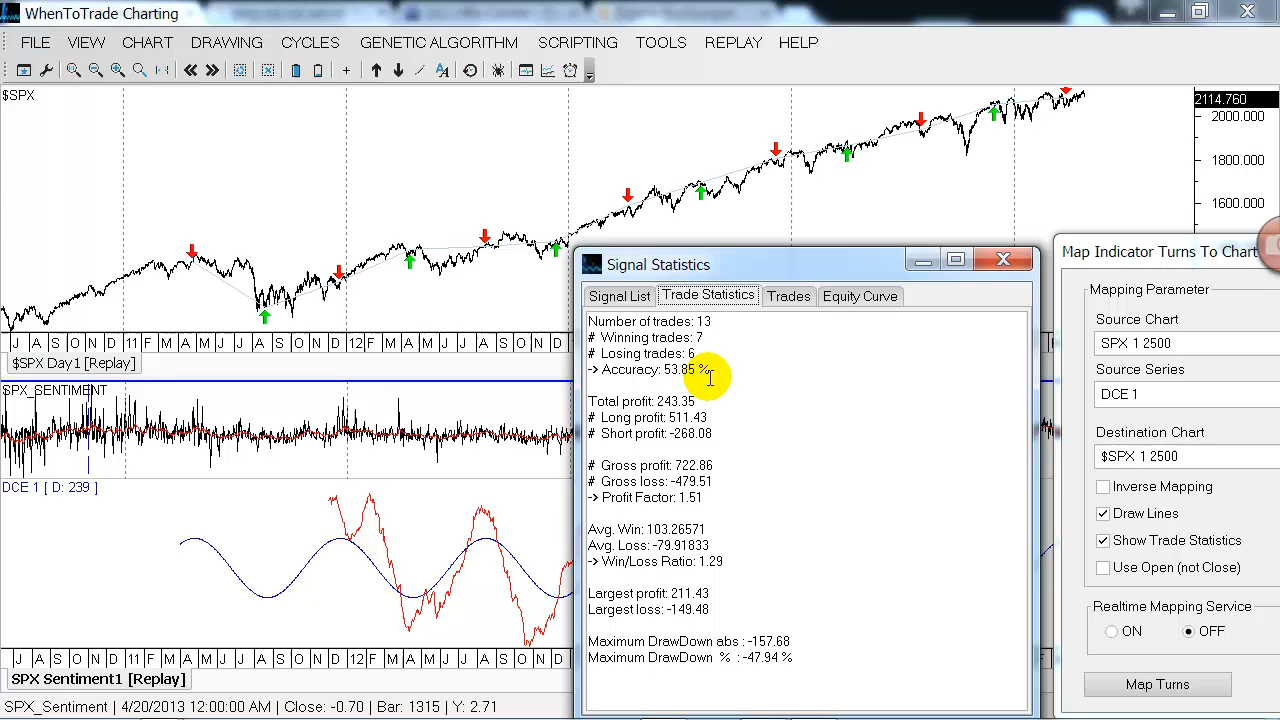 WhenToTrade Charting
FILE VIEW CHART DRAWING CYCLES GENETIC ALGORITHM SCRIPTING TOOLS REPLAY HELP
$SPX
2114.760
2000.000
1800.000
1600.000
J A S O N D 11 F M A M J J A S O N D 12 F M A M J J A S O N D
$SPX Day1 [Replay]
SPX_SENTIMENT
DCE 1 [ D: 239 ]
J A S O N D 11 F M A M J J A S O N D 12 F M A M J J A S O N D
SPX Sentiment1 [Replay]
SPX_Sentiment | 4/20/2013 12:00:00 AM | Close: -0.70 | Bar: 1315 | Y: 2.71
Signal Statistics
Signal List Trade Statistics Trades Equity Curve
Number of trades: 13
# Winning trades: 7
# Losing trades: 6
-> Accuracy: 53.85 %
Total profit: 243.35
# Long profit: 511.43
# Short profit: -268.08
# Gross profit: 722.86
# Gross loss: -479.51
-> Profit Factor: 1.51
Avg. Win: 103.26571
Avg. Loss: -79.91833
-> Win/Loss Ratio: 1.29
Largest profit: 211.43
Largest loss: -149.48
Maximum DrawDown abs : -157.68
Maximum DrawDown % : -47.94 %
Map Indicator Turns To Chart
Mapping Parameter
Source Chart
SPX 1 2500
Source Series
DCE 1
Destination Chart
$SPX 1 2500
Inverse Mapping
Draw Lines
Show Trade Statistics
Use Open (not Close)
Realtime Mapping Service
ON OFF
Map Turns